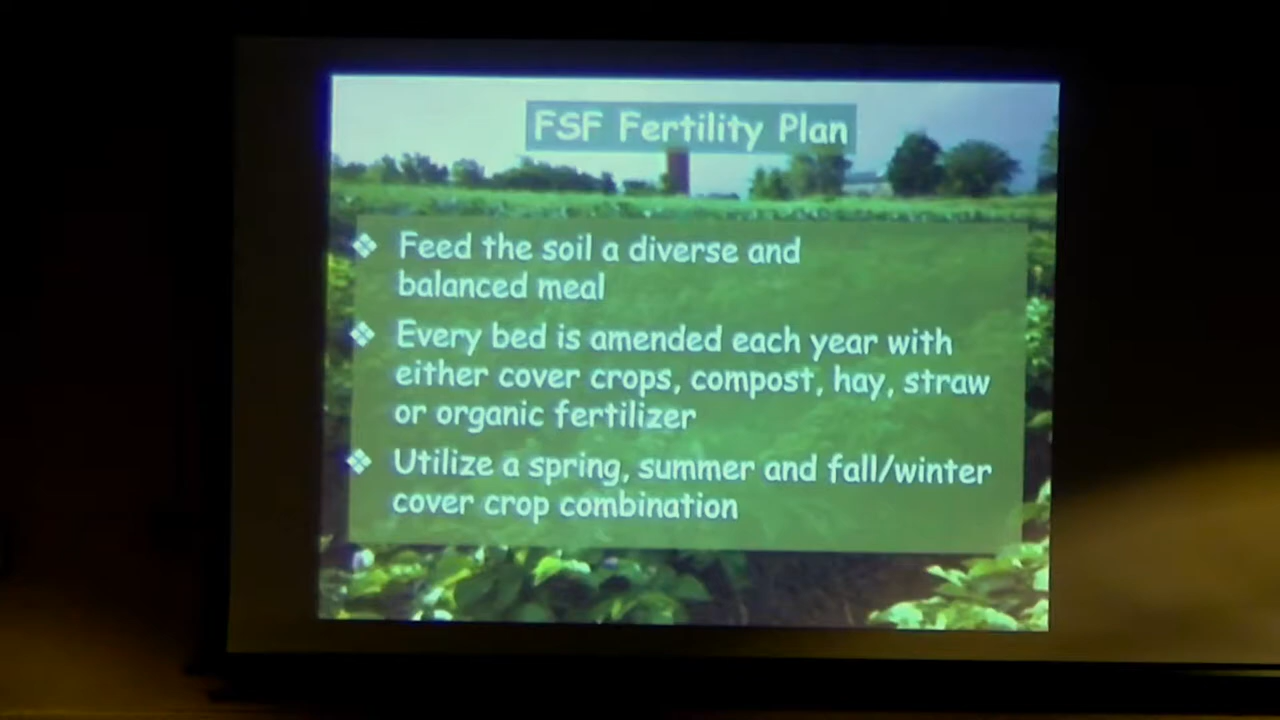 FSF Fertility Plan
Feed the soil a diverse and
balanced meal
Every bed is amended each year with
either cover crops, compost, hay, straw
or organic fertilizer
Utilize a spring, summer and fall/winter
cover crop combination